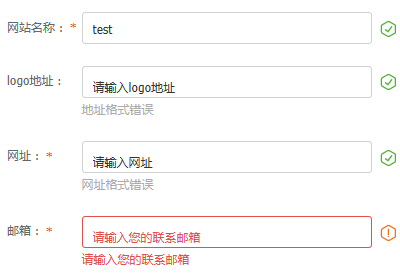 网站名称： * test
logo地址： 请输入logo地址
地址格式错误
网址： * 请输入网址
网址格式错误
邮箱： * 请输入您的联系邮箱
请输入您的联系邮箱